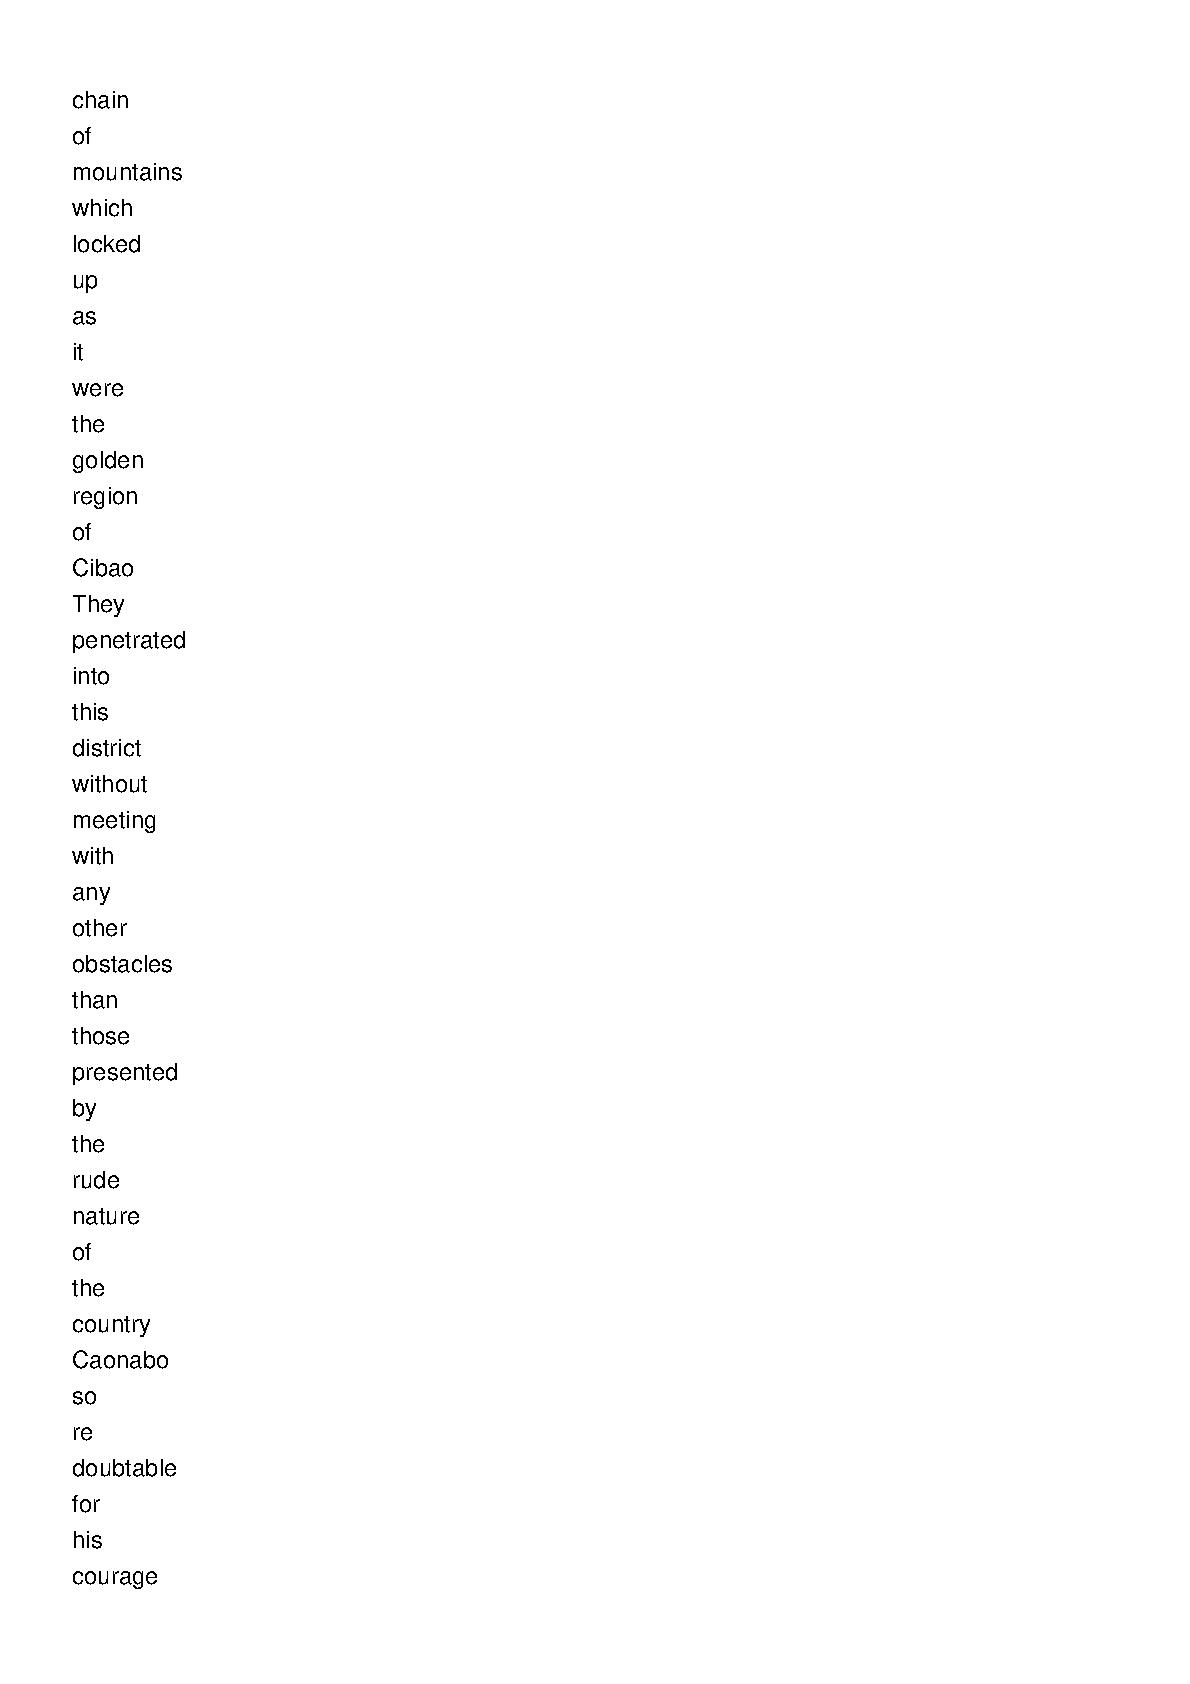 chain
of
mountains
which
locked
up
as
it
were
the
golden
region
of
Cibao
They
penetrated
into
this
district
without
meeting
with
any
other
obstacles
than
those
presented
by
the
rude
nature
of
the
country
Caonabo
so
re
doubtable
for
his
courage